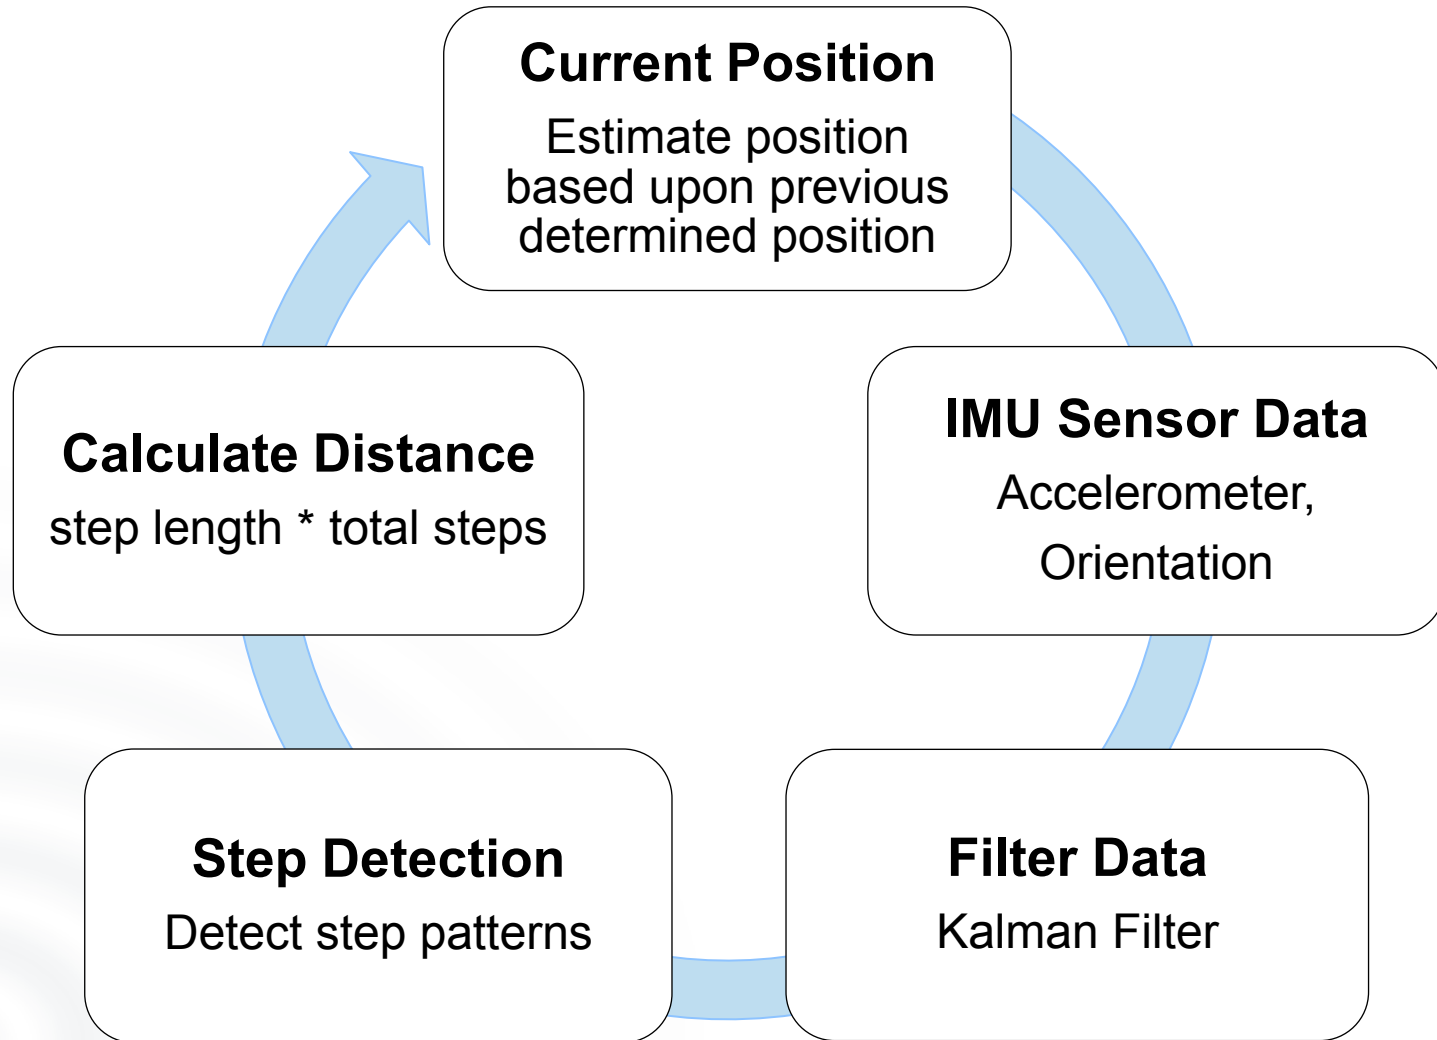 Current Position
Estimate position
based upon previous
determined position
IMU Sensor Data
Accelerometer,
Orientation
Filter Data
Kalman Filter
Step Detection
Detect step patterns
Calculate Distance
step length * total steps